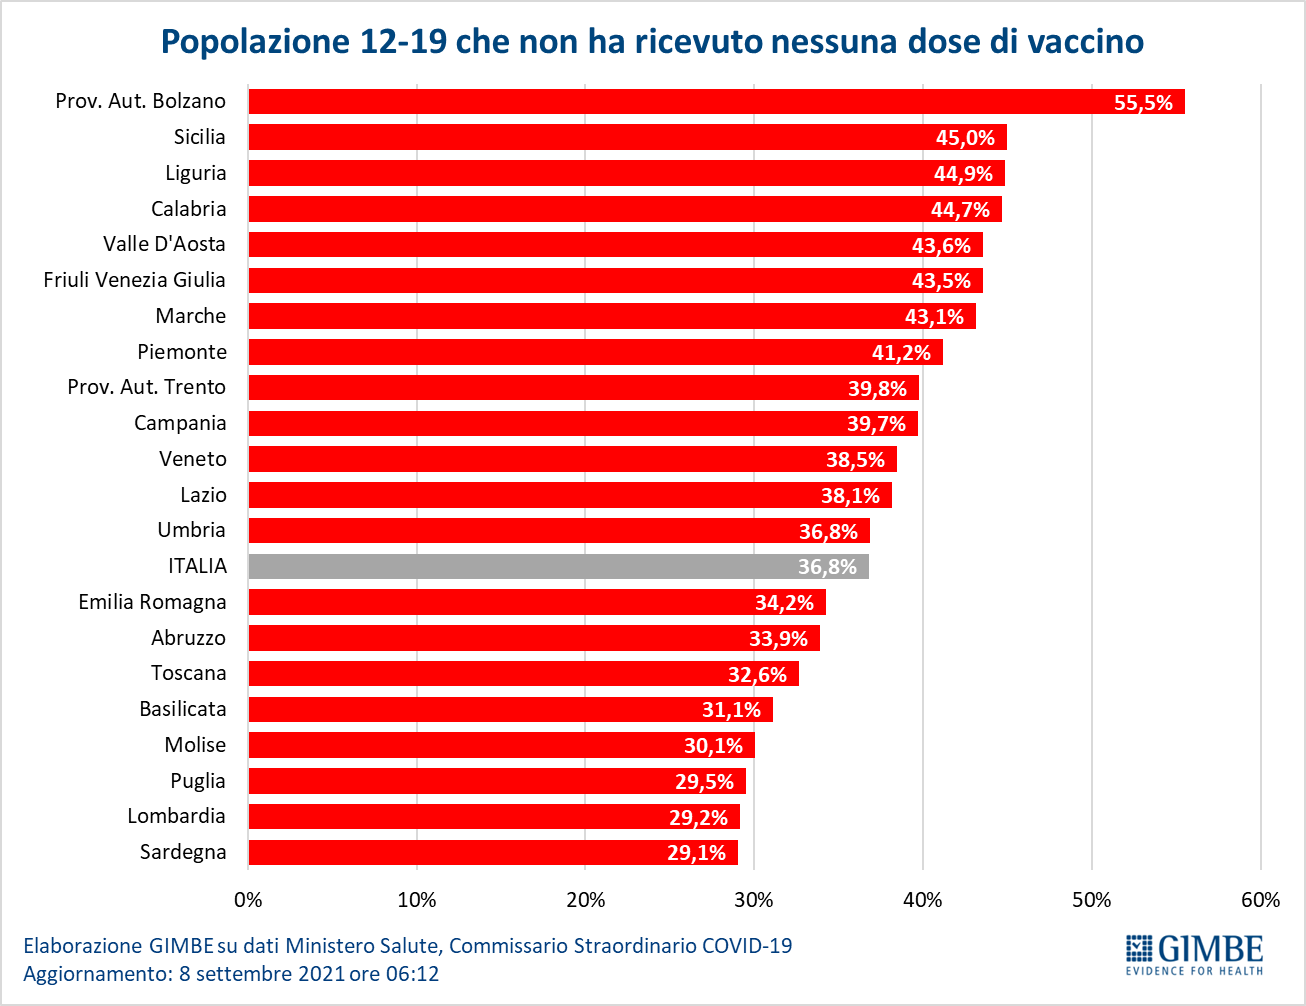 Popolazione 12-19 che non ha ricevuto nessuna dose di vaccino
Prov. Aut. Bolzano 55,5%
Sicilia 45,0%
Liguria 44,9%
Calabria 44,7%
Valle D'Aosta 43,6%
Friuli Venezia Giulia 43,5%
Marche 43,1%
Piemonte 41,2%
Prov. Aut. Trento 39,8%
Campania 39,7%
Veneto 38,5%
Lazio 38,1%
Umbria 36,8%
ITALIA 36,8%
Emilia Romagna 34,2%
Abruzzo 33,9%
Toscana 32,6%
Basilicata 31,1%
Molise 30,1%
Puglia 29,5%
Lombardia 29,2%
Sardegna 29,1%
0% 10% 20% 30% 40% 50% 60%
Elaborazione GIMBE su dati Ministero Salute, Commissario Straordinario COVID-19
Aggiornamento: 8 settembre 2021 ore 06:12
GIMBE
EVIDENCE FOR HEALTH